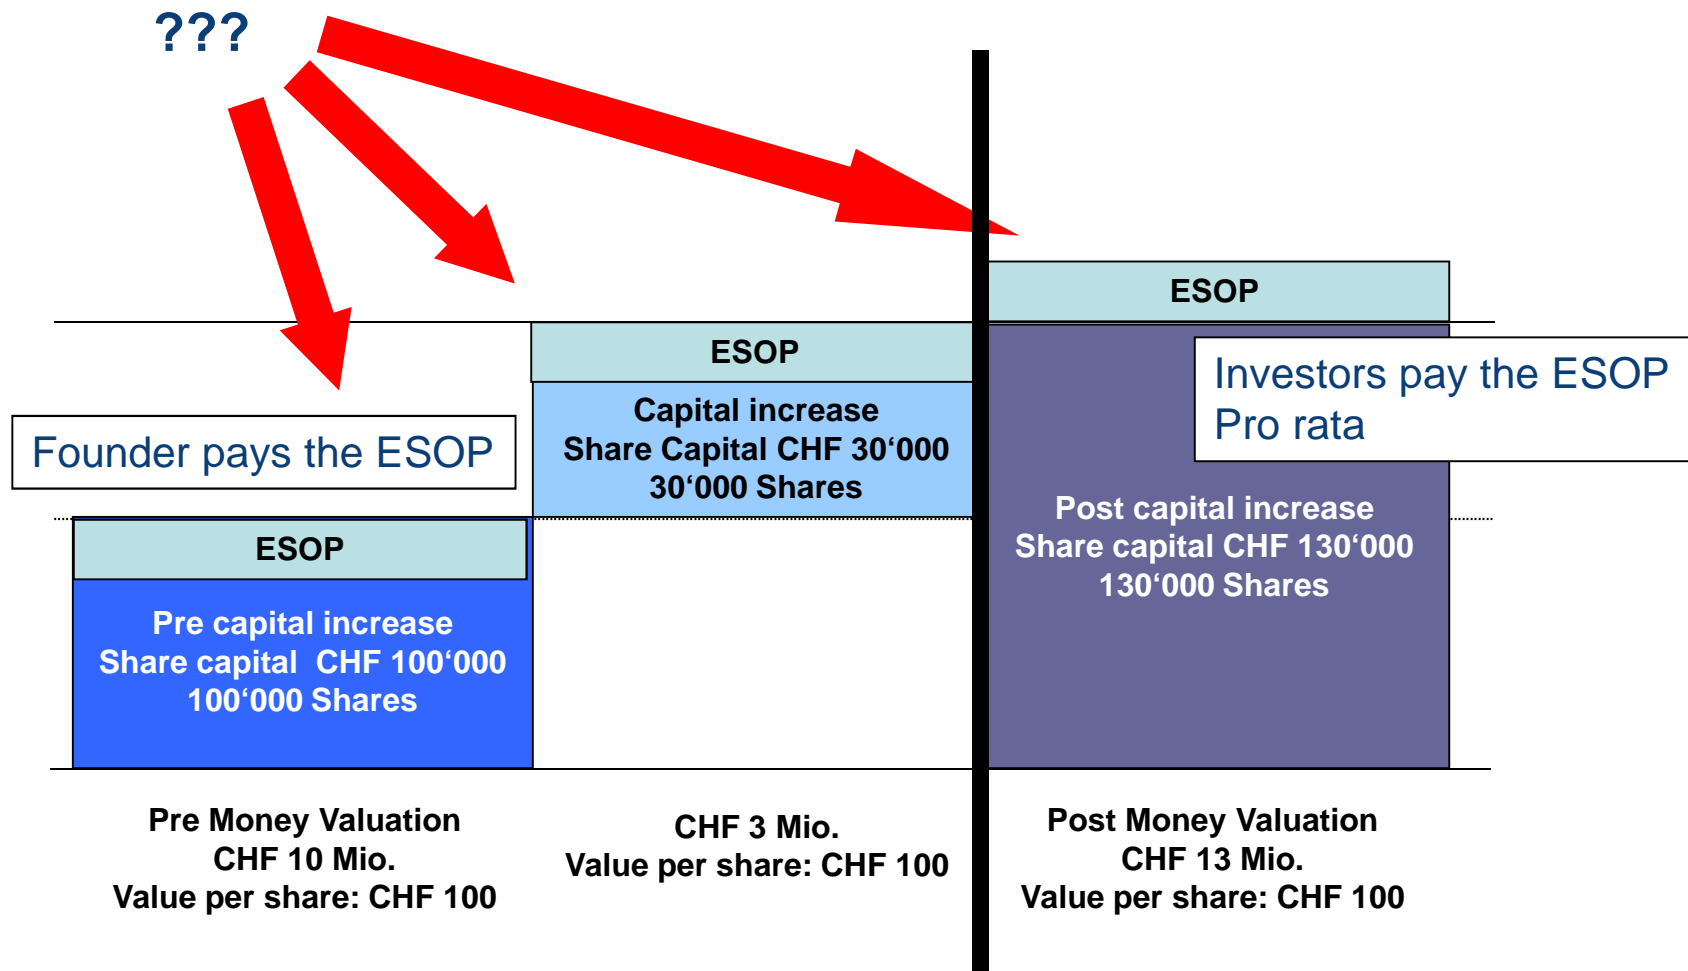 ???
ESOP
ESOP
Investors pay the ESOP
Pro rata
Capital increase
Share Capital CHF 30‘000
30‘000 Shares
Founder pays the ESOP
Post capital increase
Share capital CHF 130‘000
130‘000 Shares
ESOP
Pre capital increase
Share capital  CHF 100‘000
100‘000 Shares
Pre Money Valuation
CHF 10 Mio.
Value per share: CHF 100
CHF 3 Mio.
Value per share: CHF 100
Post Money Valuation
CHF 13 Mio.
Value per share: CHF 100